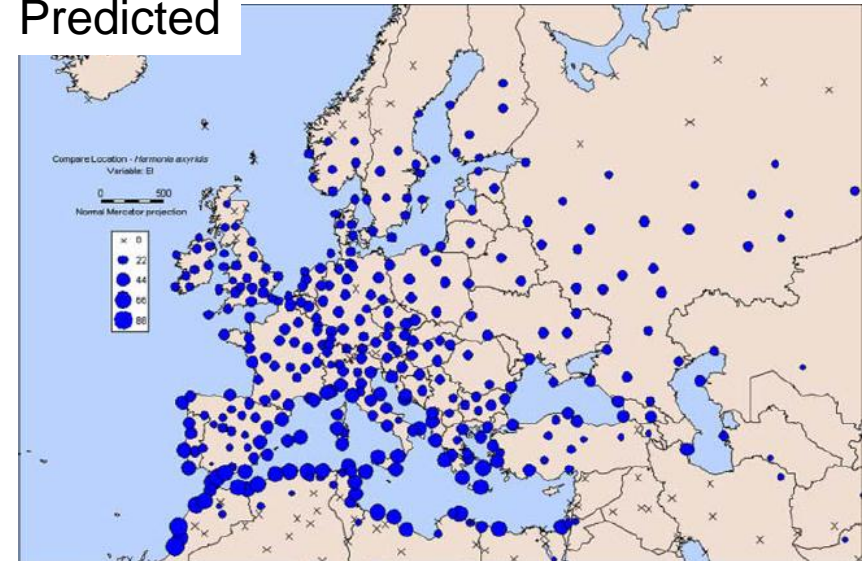 Predicted
Compare Location - Harmonia axyridis
Variable: EI
0 500
Normal Mercator projection
× 0
22
44
66
88